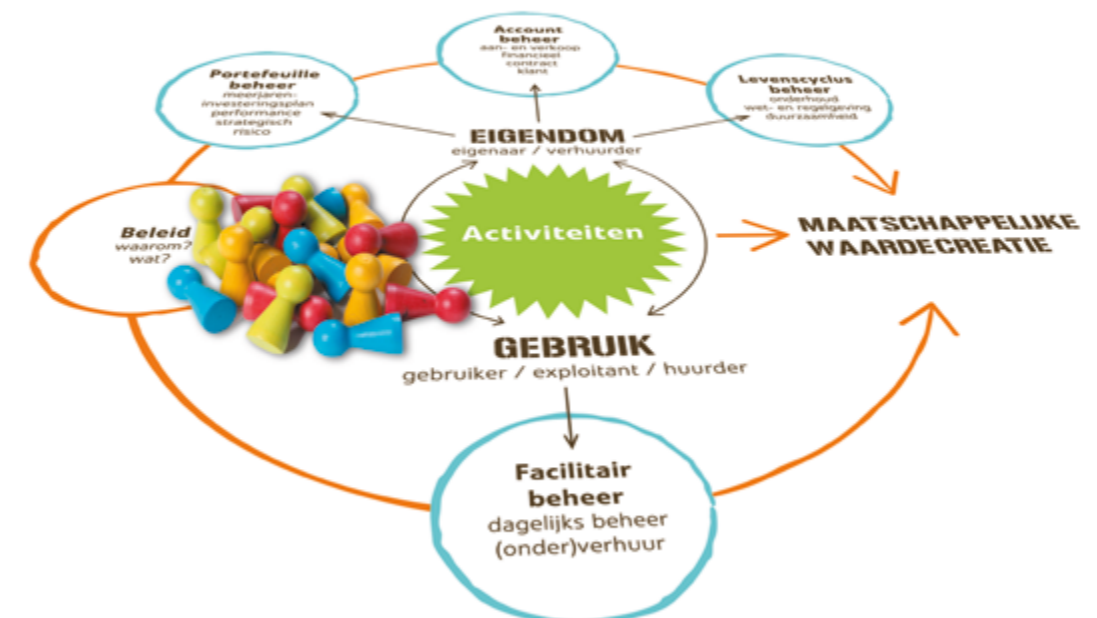 Account
beheer
aan- en verkoop
financieel
contract
klant
Portefeuille
beheer
meerjaren-
investeringsplan
performance
strategisch
risico
Levenscyclus
beheer
onderhoud
wet- en regelgeving
duurzaamheid
EIGENDOM
eigenaar / verhuurder
Beleid
waarom?
wat?
Activiteiten
MAATSCHAPPELIJKE
WAARDECREATIE
GEBRUIK
gebruiker / exploitant / huurder
Facilitair
beheer
dagelijks beheer
(onder)verhuur